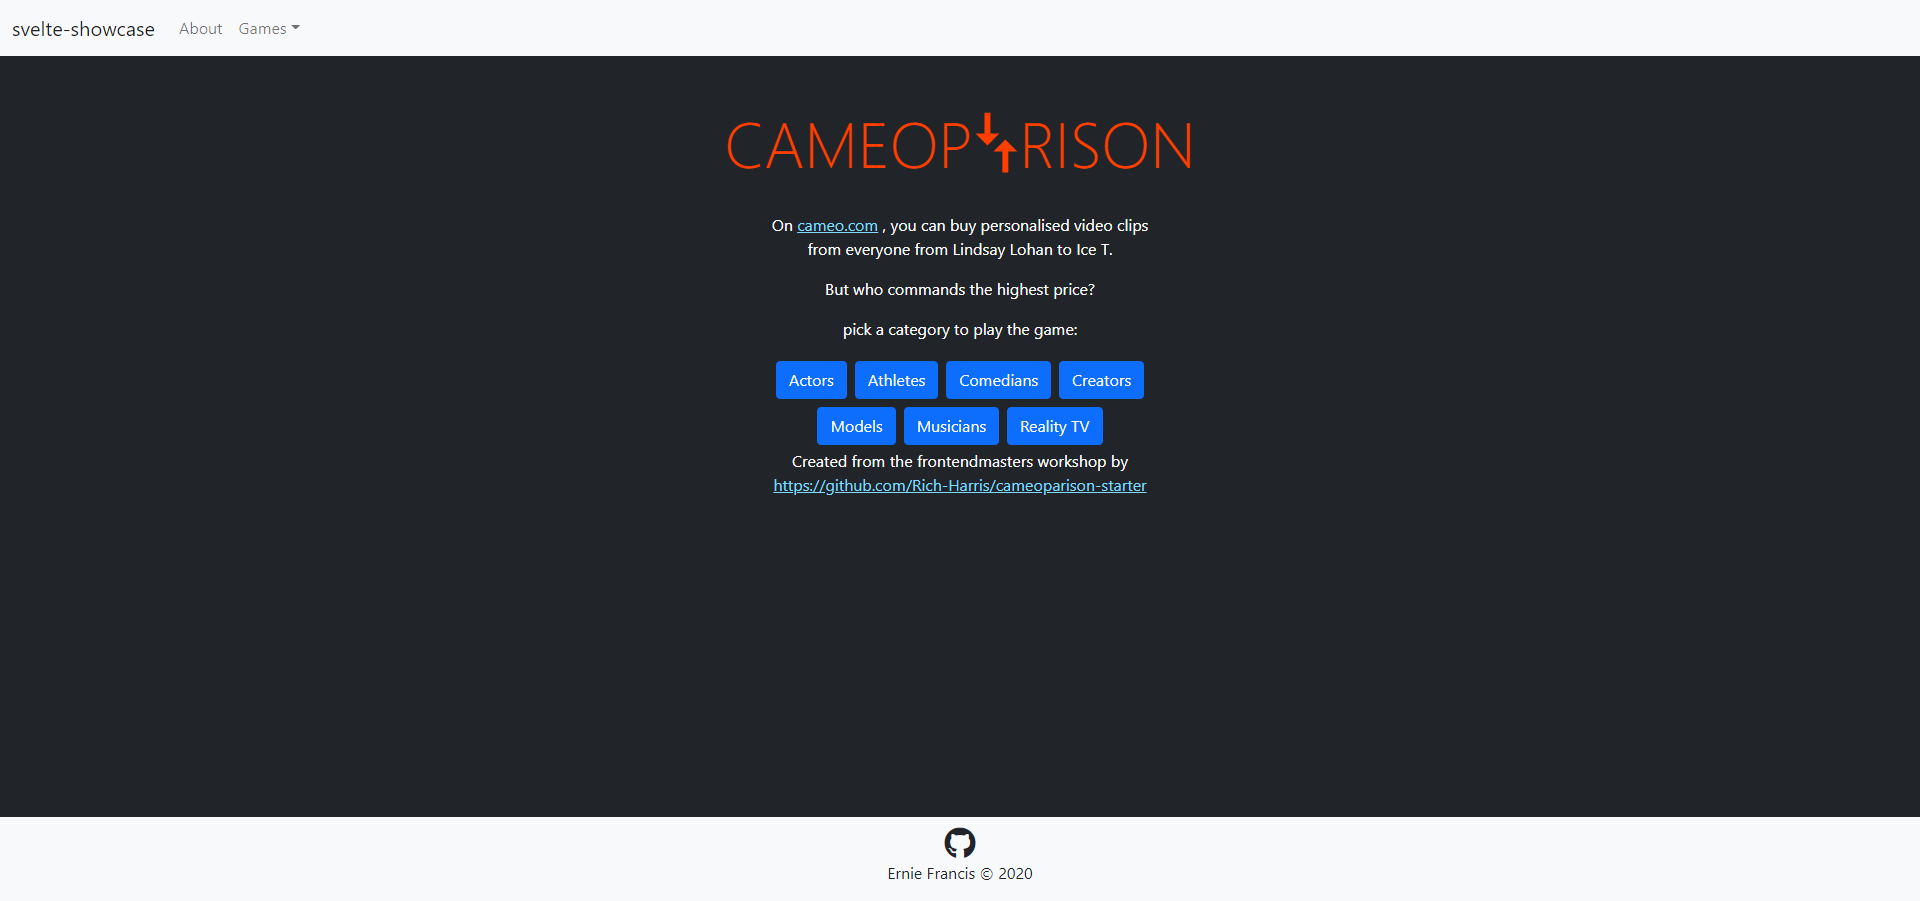 svelte-showcase About Games
CAMEOP RISON
On cameo.com , you can buy personalised video clips
from everyone from Lindsay Lohan to Ice T.
But who commands the highest price?
pick a category to play the game:
Actors Athletes Comedians Creators
Models Musicians Reality TV
Created from the frontendmasters workshop by
https://github.com/Rich-Harris/cameoparison-starter
Ernie Francis © 2020